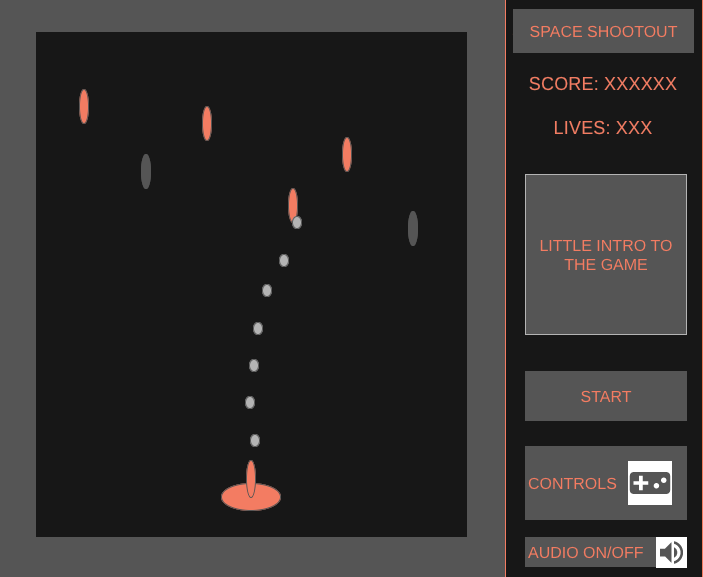 SPACE SHOOTOUT
SCORE: XXXXXX
LIVES: XXX
LITTLE INTRO TO
THE GAME
START
CONTROLS
AUDIO ON/OFF